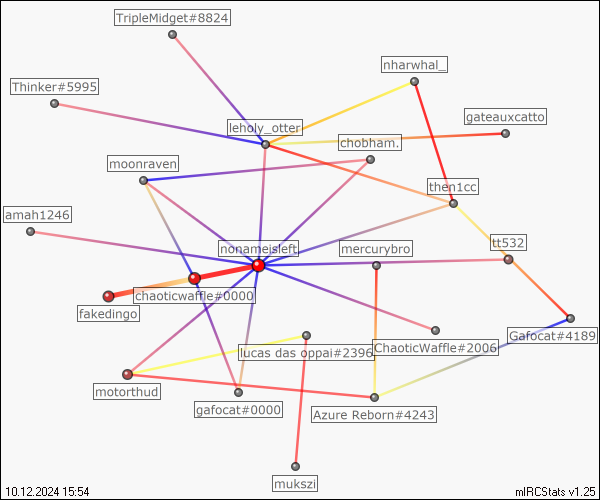 TripleMidget#8824
nharwhal_
Thinker#5995
gateauxcatto
leholy_otter
chobham.
moonraven
then1cc
amah1246
nonameisleft
mercurybro
tt532
chaoticwaffle#0000
fakedingo
Gafocat#4189
lucas das oppai#2396
ChaoticWaffle#2006
motorthud
gafocat#0000
Azure Reborn#4243
mukszi
10.12.2024 15:54
mIRCStats v1.25